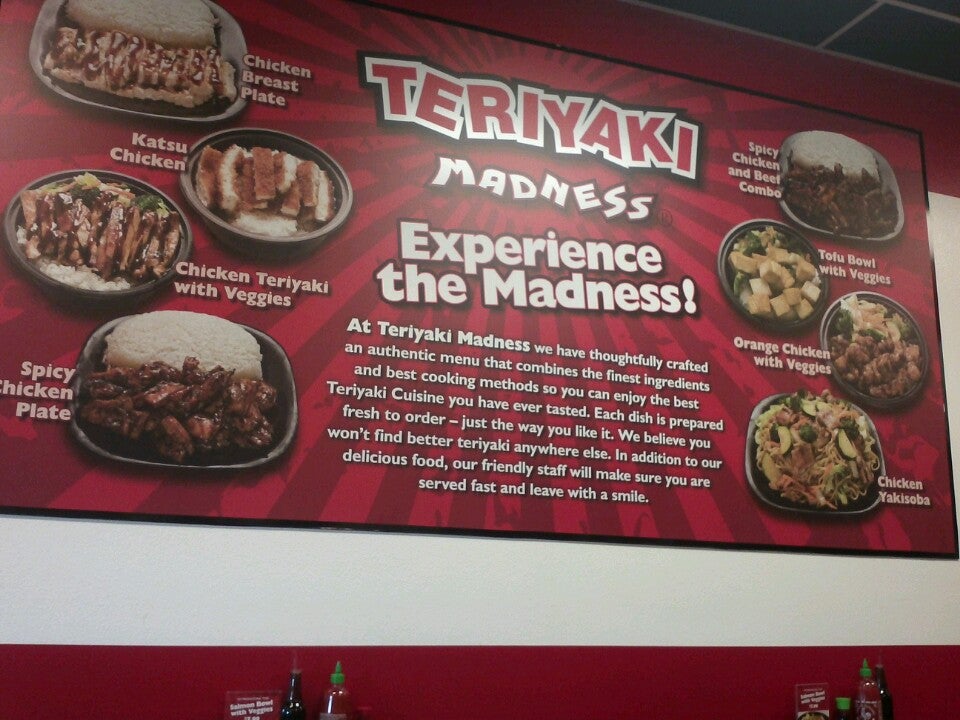 Chicken
Breast
Plate
Katsu
Chicken
Chicken Teriyaki
with Veggies
Spicy
Chicken
Plate
TERIYAKI
MADNESS®
Experience
the Madness!
At Teriyaki Madness we have thoughtfully crafted
an authentic menu that combines the finest ingredients
and best cooking methods so you can enjoy the best
Teriyaki Cuisine you have ever tasted. Each dish is prepared
fresh to order – just the way you like it. We believe you
won't find better teriyaki anywhere else. In addition to our
delicious food, our friendly staff will make sure you are
served fast and leave with a smile.
Spicy
Chicken
and Beef
Combo
Tofu Bowl
with Veggies
Orange Chicken
with Veggies
Chicken
Yakisoba
Salmon Bowl
with Veggies